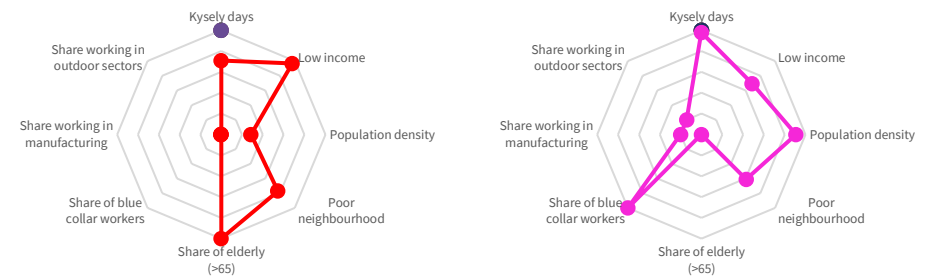 Kysely days
Low income
Population density
Poor
neighbourhood
Share of elderly
(>65)
Share of blue
collar workers
Share working in
manufacturing
Share working in
outdoor sectors
Kysely days
Low income
Population density
Poor
neighbourhood
Share of elderly
(>65)
Share of blue
collar workers
Share working in
manufacturing
Share working in
outdoor sectors